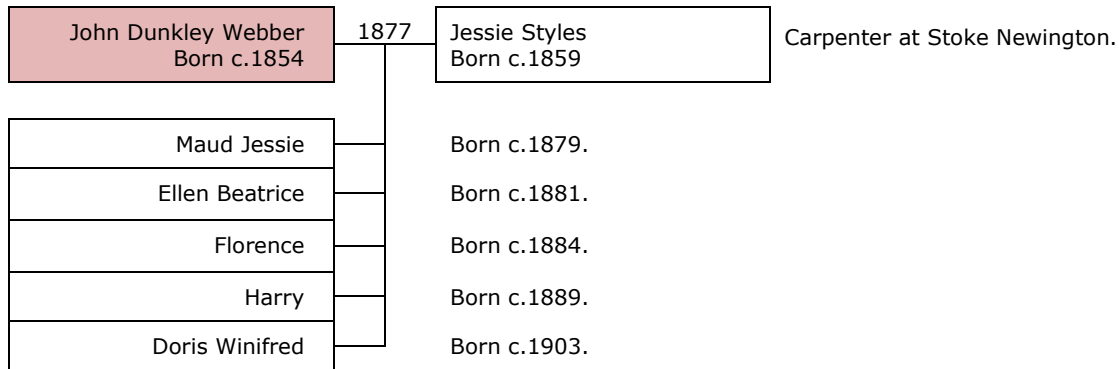 John Dunkley Webber
Born c.1854
1877
Jessie Styles
Born c.1859
Carpenter at Stoke Newington.
Maud Jessie
Born c.1879.
Ellen Beatrice
Born c.1881.
Florence
Born c.1884.
Harry
Born c.1889.
Doris Winifred
Born c.1903.